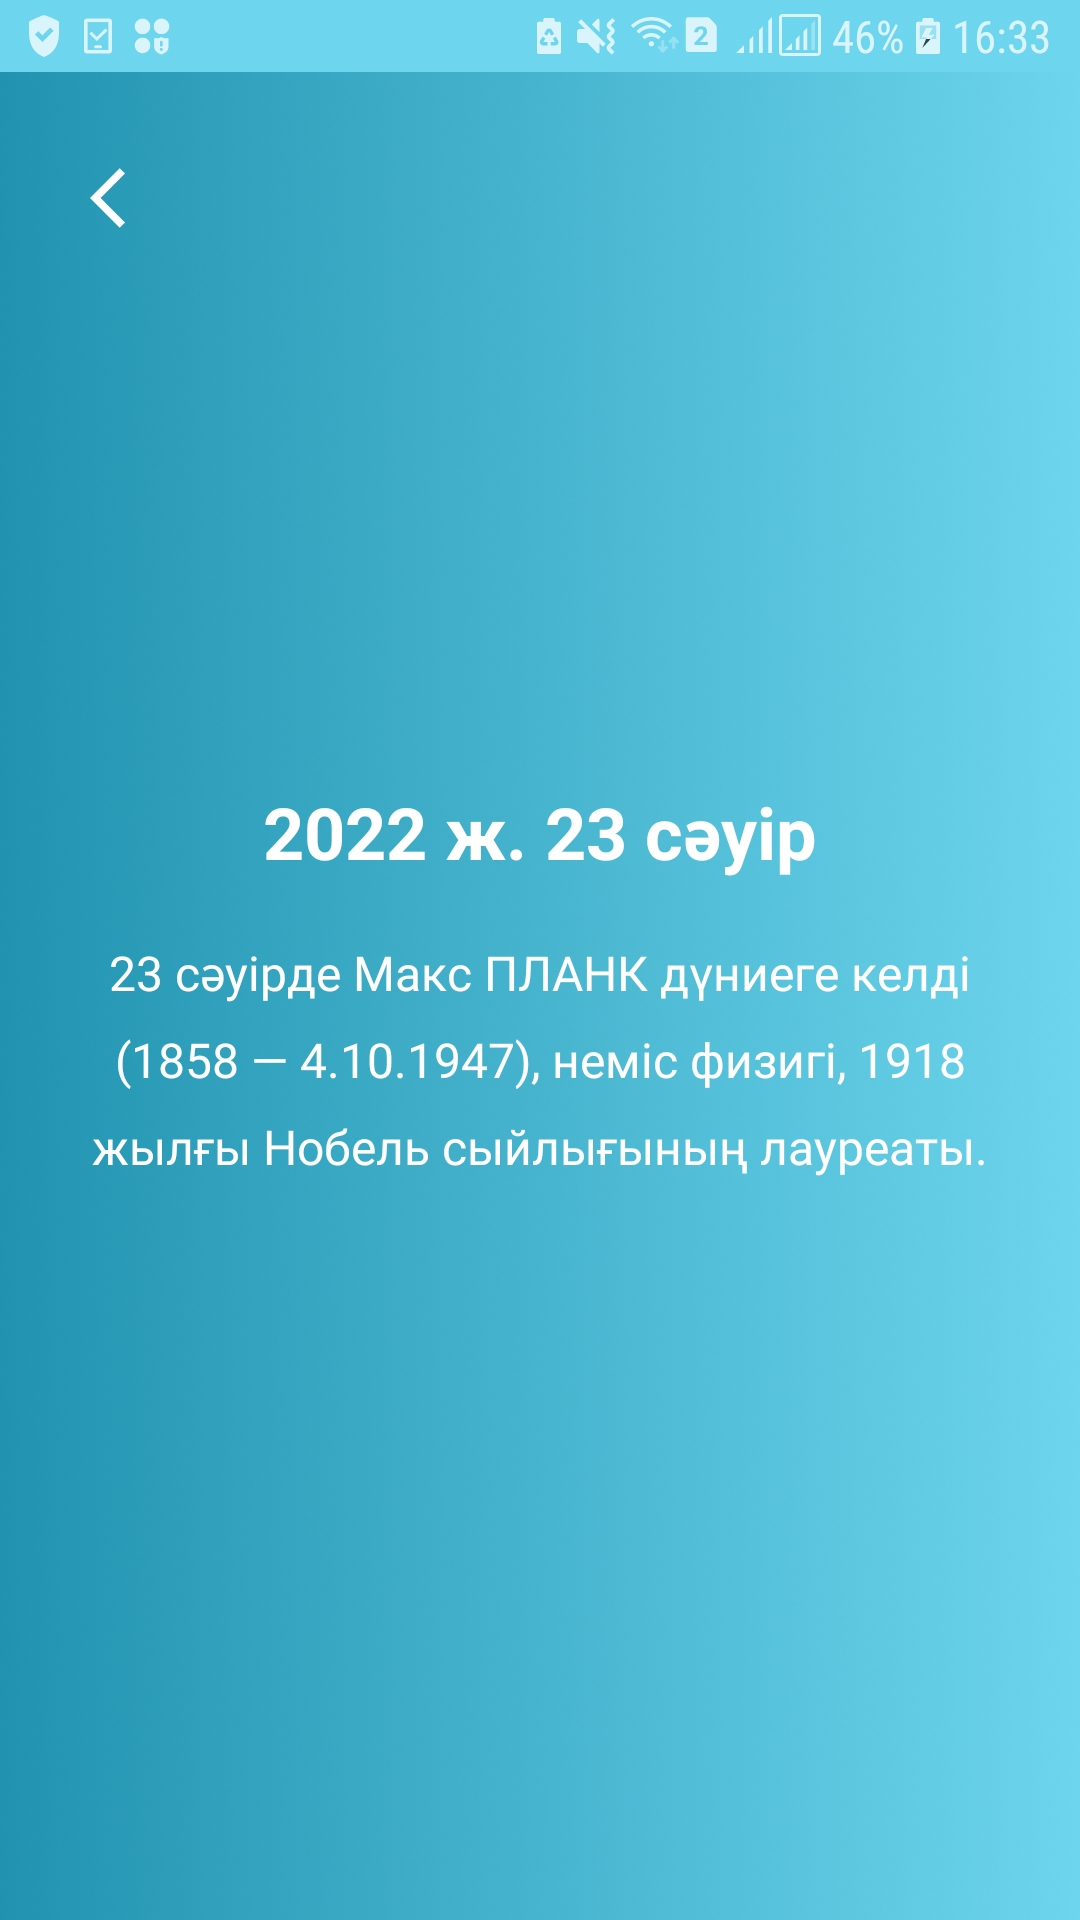 2 46% 16:33
2022 ж. 23 сәуір
23 сәуірде Макс ПЛАНК дүниеге келді
(1858 — 4.10.1947), неміс физигі, 1918
жылғы Нобель сыйлығының лауреаты.